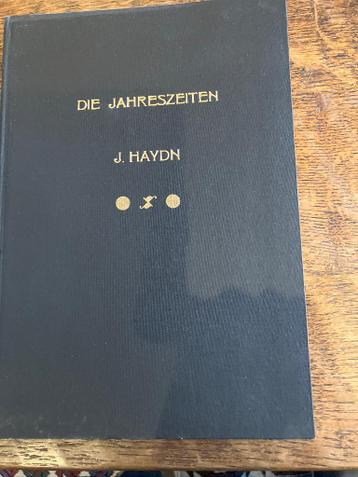 DIE JAHRESZEITEN
J. HAYDN